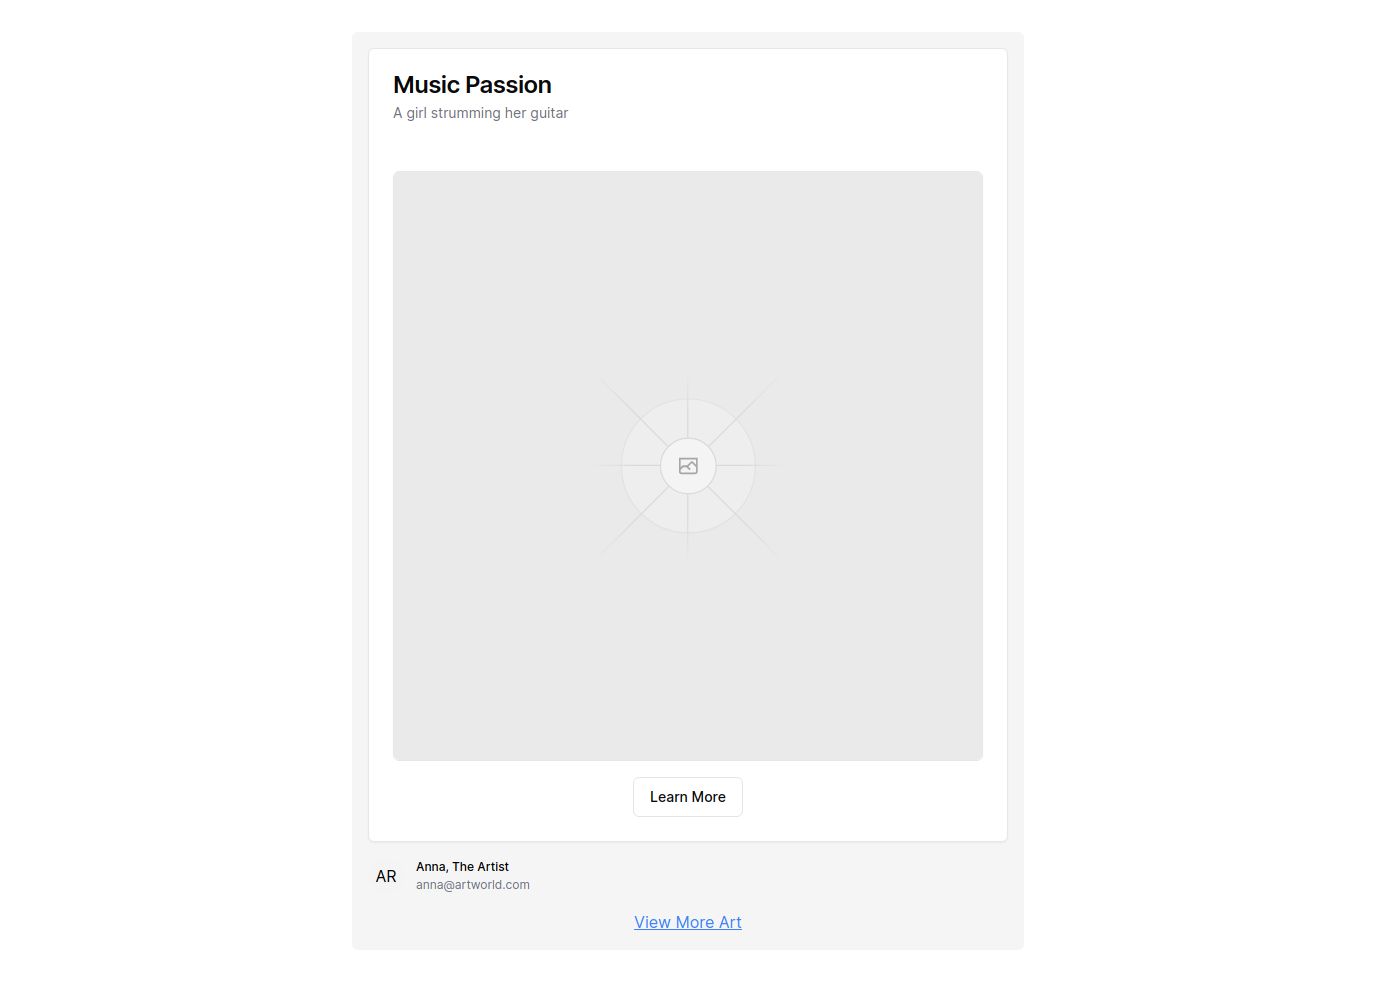 Music Passion
A girl strumming her guitar
Learn More
AR
Anna, The Artist
anna@artworld.com
View More Art